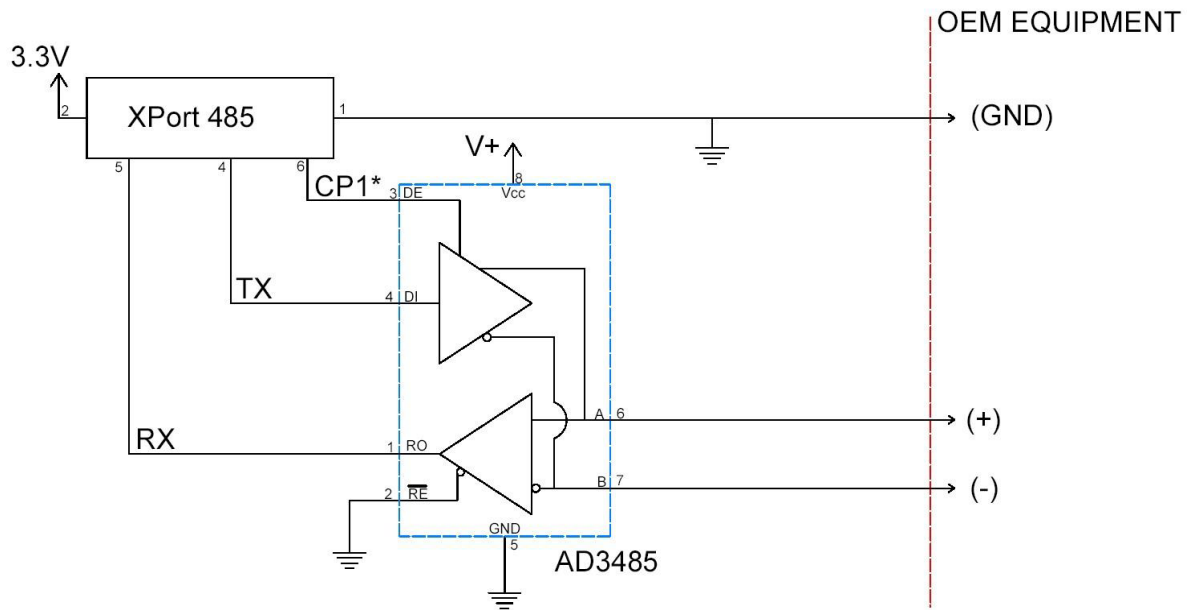 OEM EQUIPMENT
3.3V
2
XPort 485
1
(GND)
5
4
6
V+
8
Vcc
CP1*
3
DE
TX
4
DI
A
6
(+)
RX
1
RO
B
7
(-)
2
RE
GND
5
AD3485